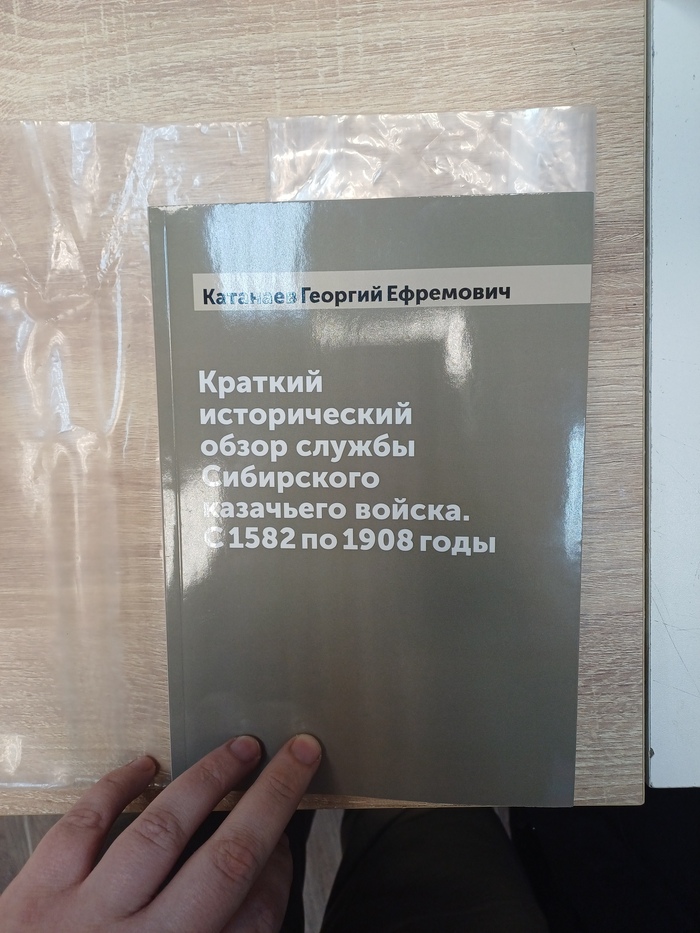 Катанаев Георгий Ефремович
Краткий
исторический
обзор службы
Сибирского
казачьего войска.
С 1582 по 1908 годы